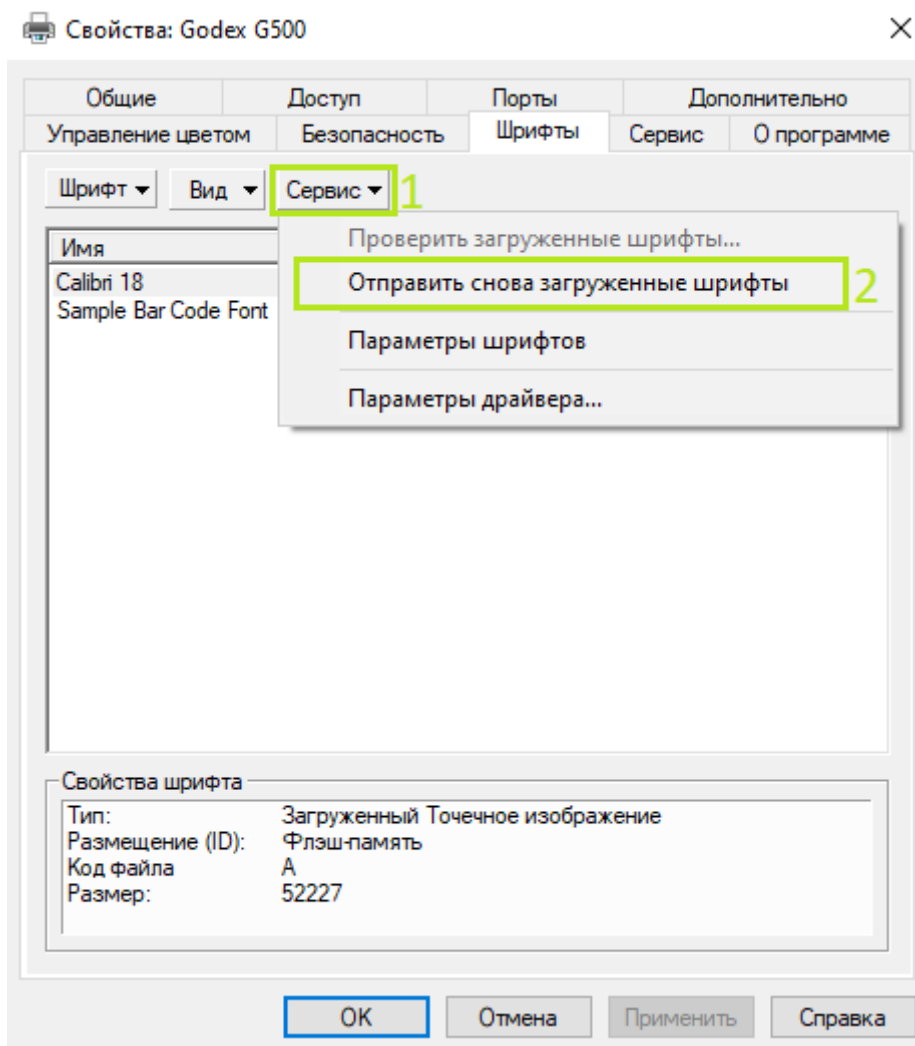 Свойства: Godex G500
Общие Доступ Порты Дополнительно
Управление цветом Безопасность Шрифты Сервис О программе
Шрифт Вид Сервис 1
Имя
Проверить загруженные шрифты...
Calibri 18
Отправить снова загруженные шрифты 2
Sample Bar Code Font
Параметры шрифтов
Параметры драйвера...
Свойства шрифта
Тип: Загруженный Точечное изображение
Размещение (ID): Флэш-память
Код файла A
Размер: 52227
OK Отмена Применить Справка